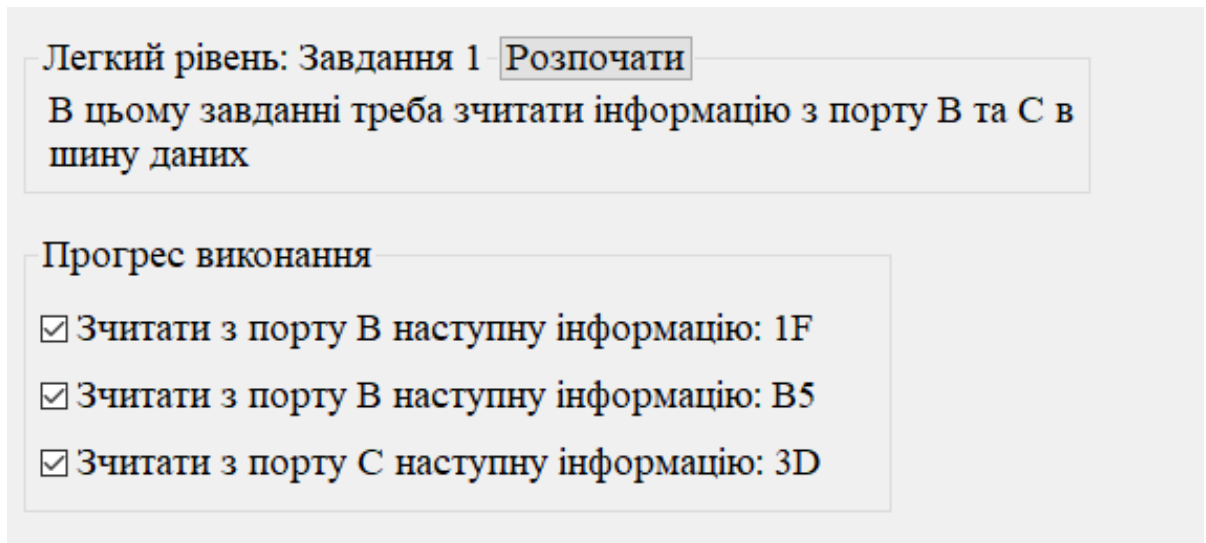 Легкий рівень: Завдання 1 Розпочати
В цьому завданні треба зчитати інформацію з порту В та С в
шину даних
Прогрес виконання
Зчитати з порту В наступну інформацію: 1F
Зчитати з порту В наступну інформацію: B5
Зчитати з порту С наступну інформацію: 3D